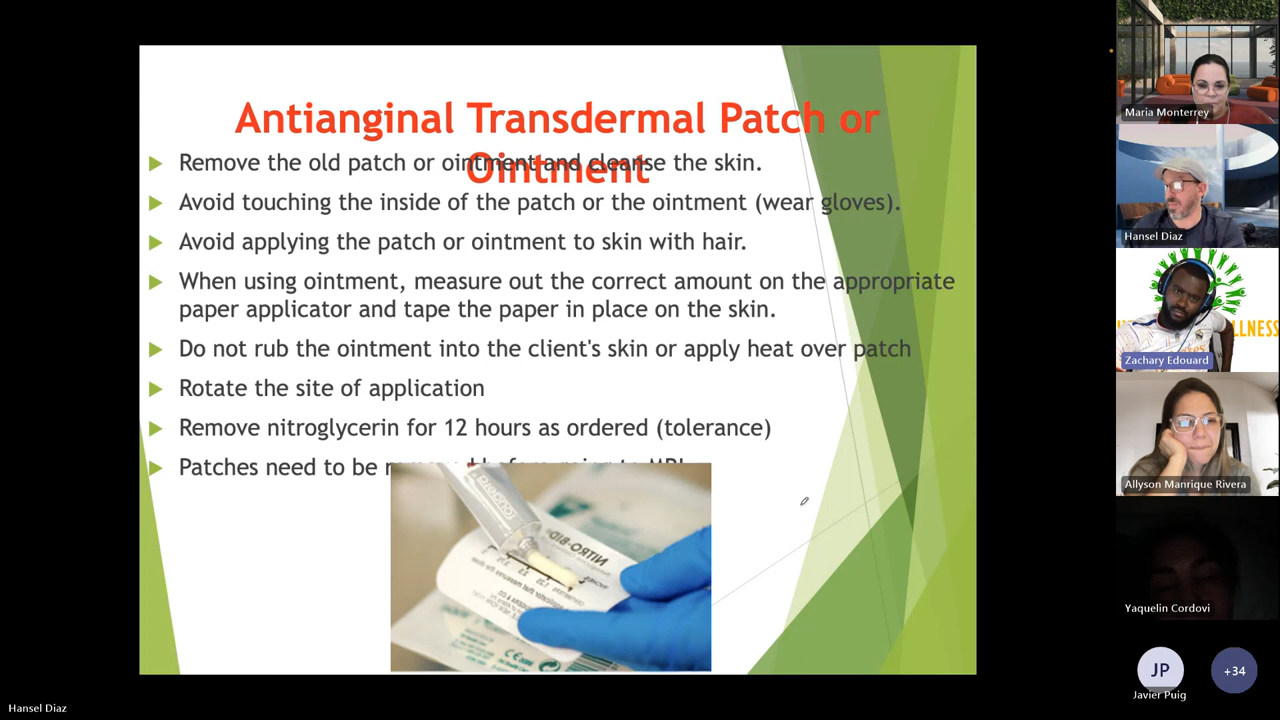 Antianginal Transdermal Patch or
Ointment
Remove the old patch or ointment and cleanse the skin.
Avoid touching the inside of the patch or the ointment (wear gloves).
Avoid applying the patch or ointment to skin with hair.
When using ointment, measure out the correct amount on the appropriate
paper applicator and tape the paper in place on the skin.
Do not rub the ointment into the client's skin or apply heat over patch
Rotate the site of application
Remove nitroglycerin for 12 hours as ordered (tolerance)
Patches need to be
NITRO-BID
Maria Monterrey
Hansel Diaz
Zachary Edouard
Allyson Manrique Rivera
Yaquelin Cordovi
JP
+34
Javier Puig
Hansel Diaz